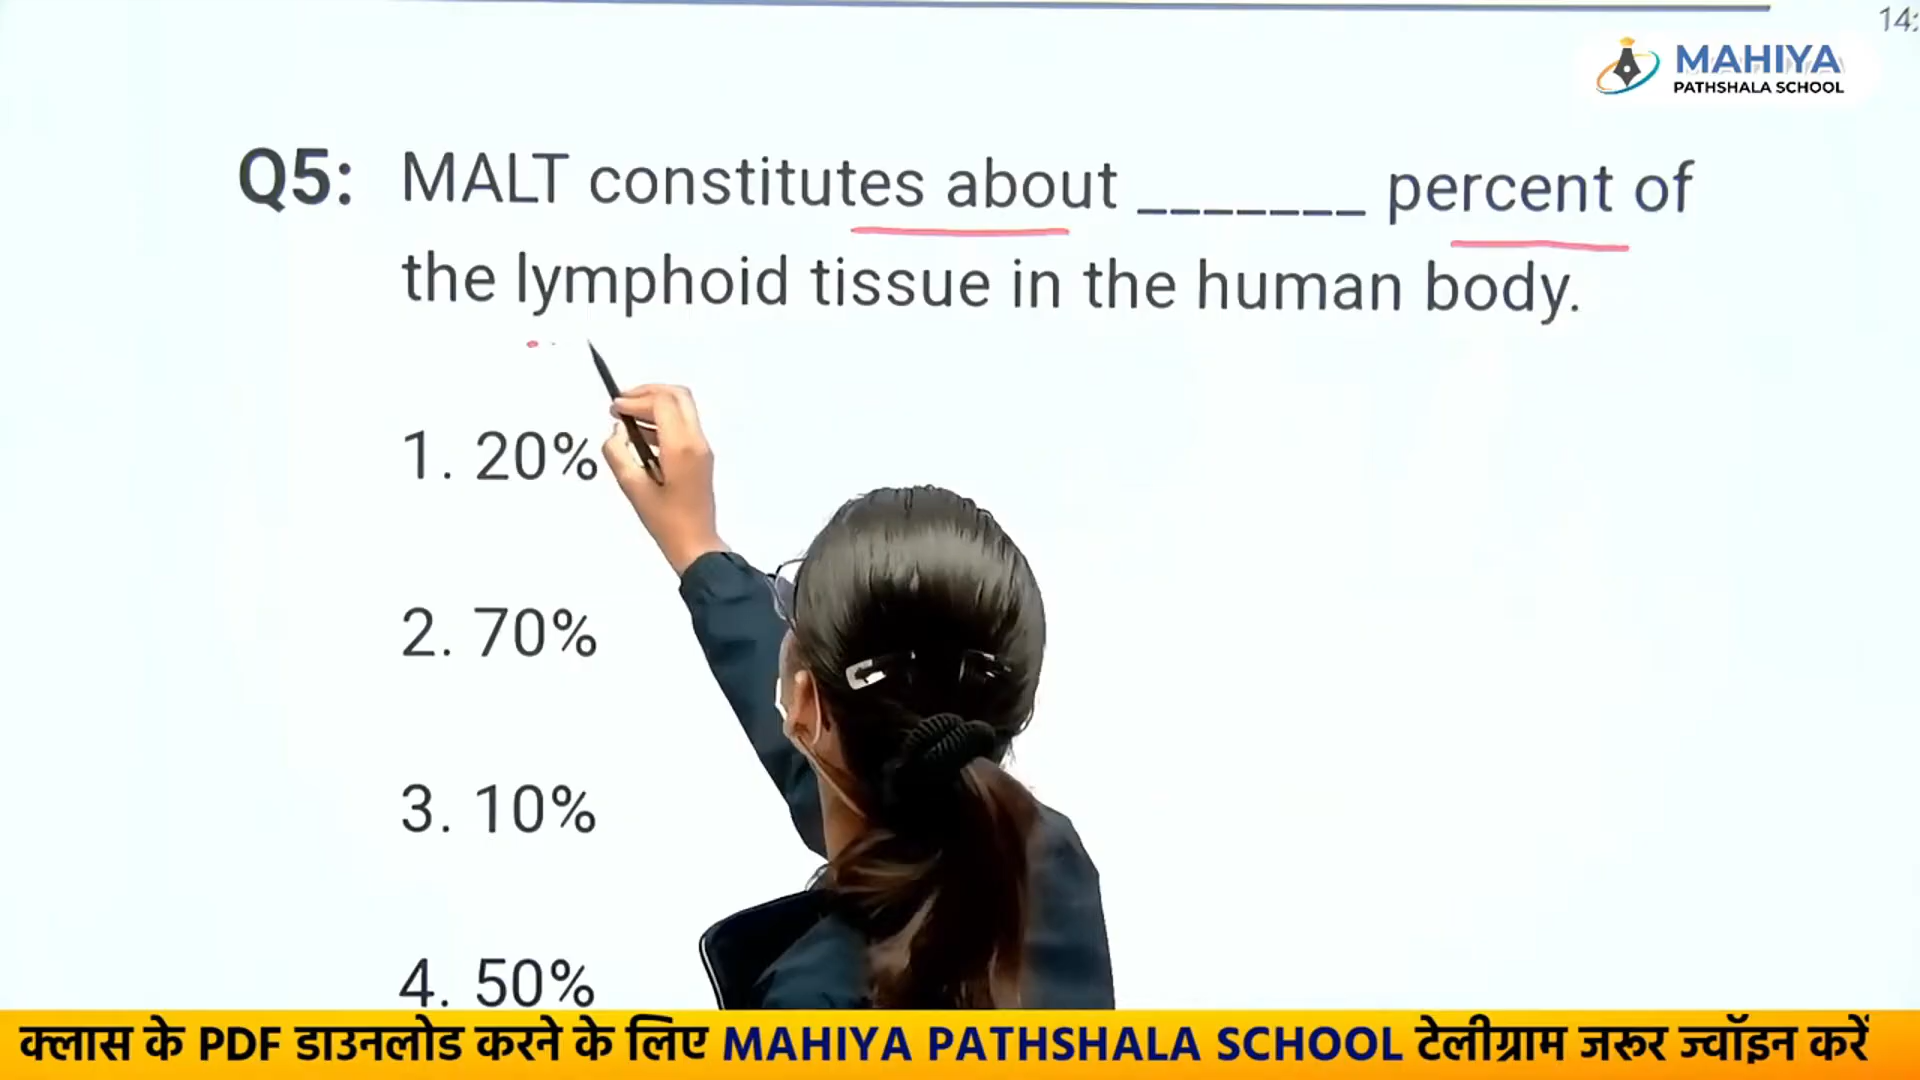 14:
MAHIYA
PATHSHALA SCHOOL
Q5: MALT constitutes about _______ percent of
the lymphoid tissue in the human body.
1. 20%
2. 70%
3. 10%
4. 50%
क्लास के PDF डाउनलोड करने के लिए MAHIYA PATHSHALA SCHOOL टेलीग्राम जरूर ज्वॉइन करें